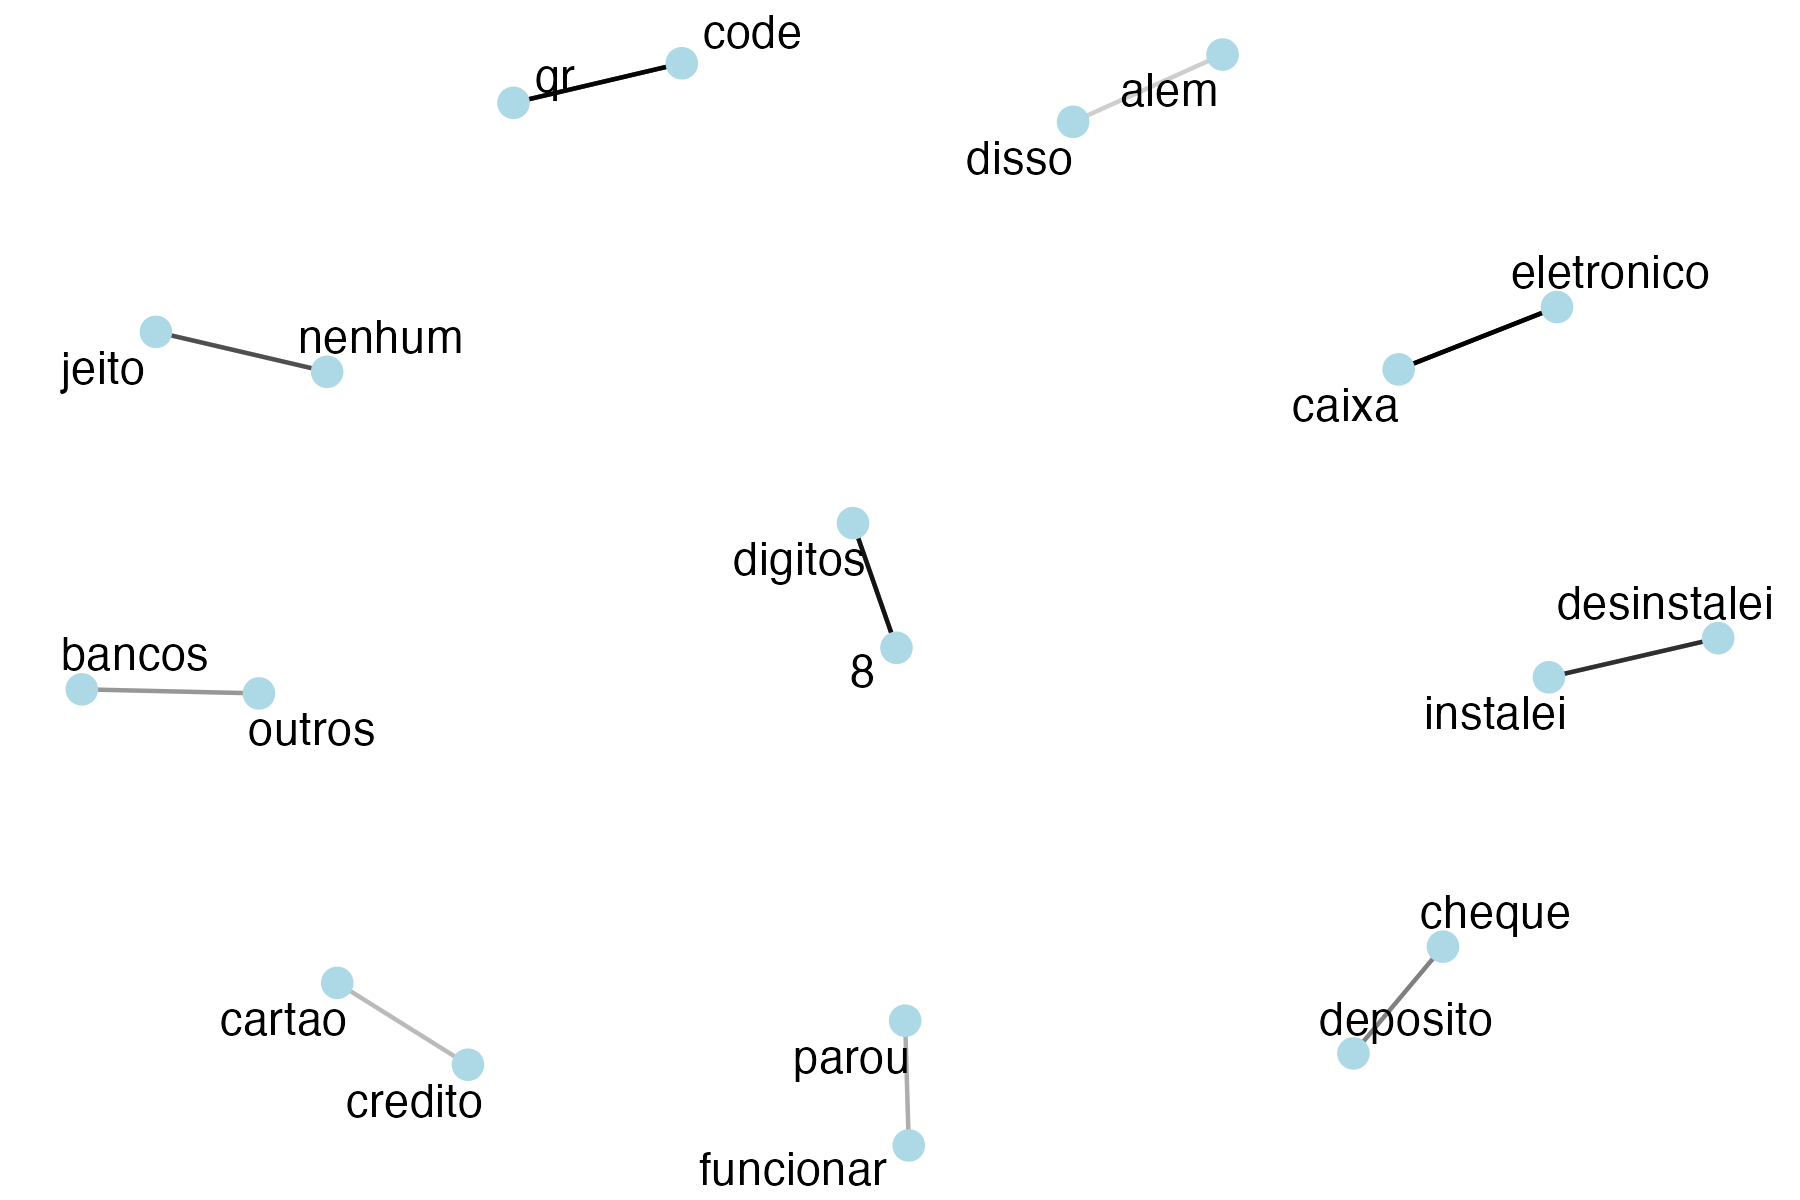 code
qr
alem
disso
eletronico
nenhum
jeito
caixa
digitos
desinstalei
bancos
8
instalei
outros
cheque
cartao
deposito
parou
credito
funcionar